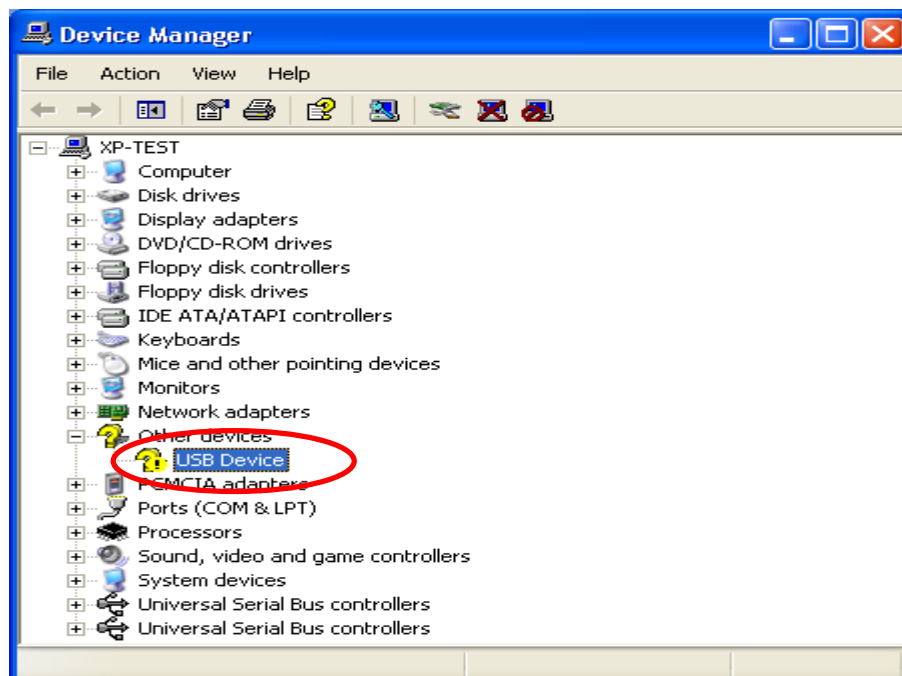 Device Manager
File Action View Help
XP-TEST
Computer
Disk drives
Display adapters
DVD/CD-ROM drives
Floppy disk controllers
Floppy disk drives
IDE ATA/ATAPI controllers
Keyboards
Mice and other pointing devices
Monitors
Network adapters
Other devices
USB Device
PCMCIA adapters
Ports (COM & LPT)
Processors
Sound, video and game controllers
System devices
Universal Serial Bus controllers
Universal Serial Bus controllers